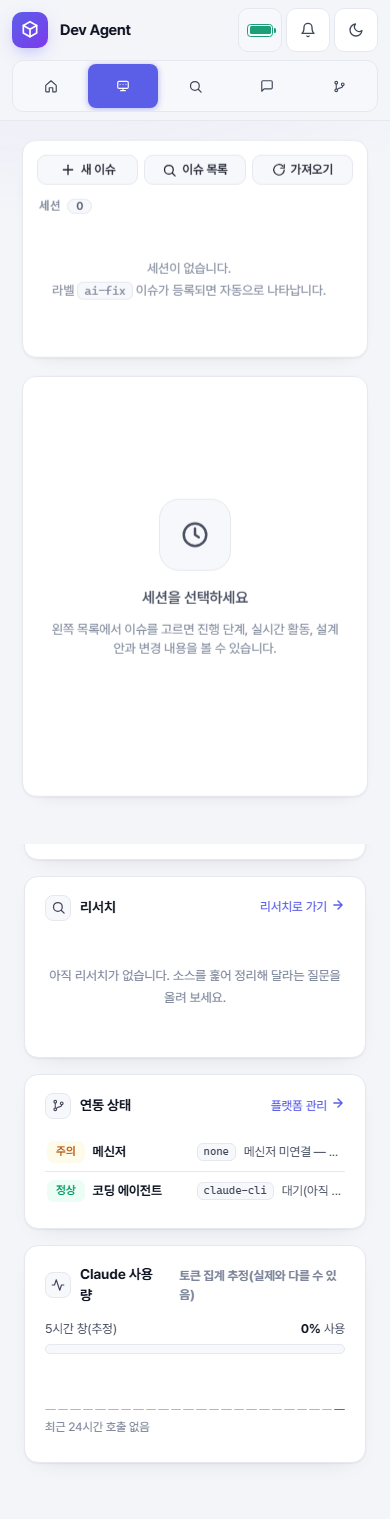 Dev Agent
새 이슈
이슈 목록
가져오기
세션 0
세션이 없습니다.
라벨 ai-fix 이슈가 등록되면 자동으로 나타납니다.
세션을 선택하세요
왼쪽 목록에서 이슈를 고르면 진행 단계, 실시간 활동, 설계
안과 변경 내용을 볼 수 있습니다.
리서치
리서치로 가기 →
아직 리서치가 없습니다. 소스를 훑어 정리해 달라는 질문을
올려 보세요.
연동 상태
플랫폼 관리 →
주의 메신저 none 메신저 미연결 — ...
정상 코딩 에이전트 claude-cli 대기(아직 ...
Claude 사용
량
토큰 집계 추정(실제와 다를 수 있
음)
5시간 창(추정) 0% 사용
최근 24시간 호출 없음